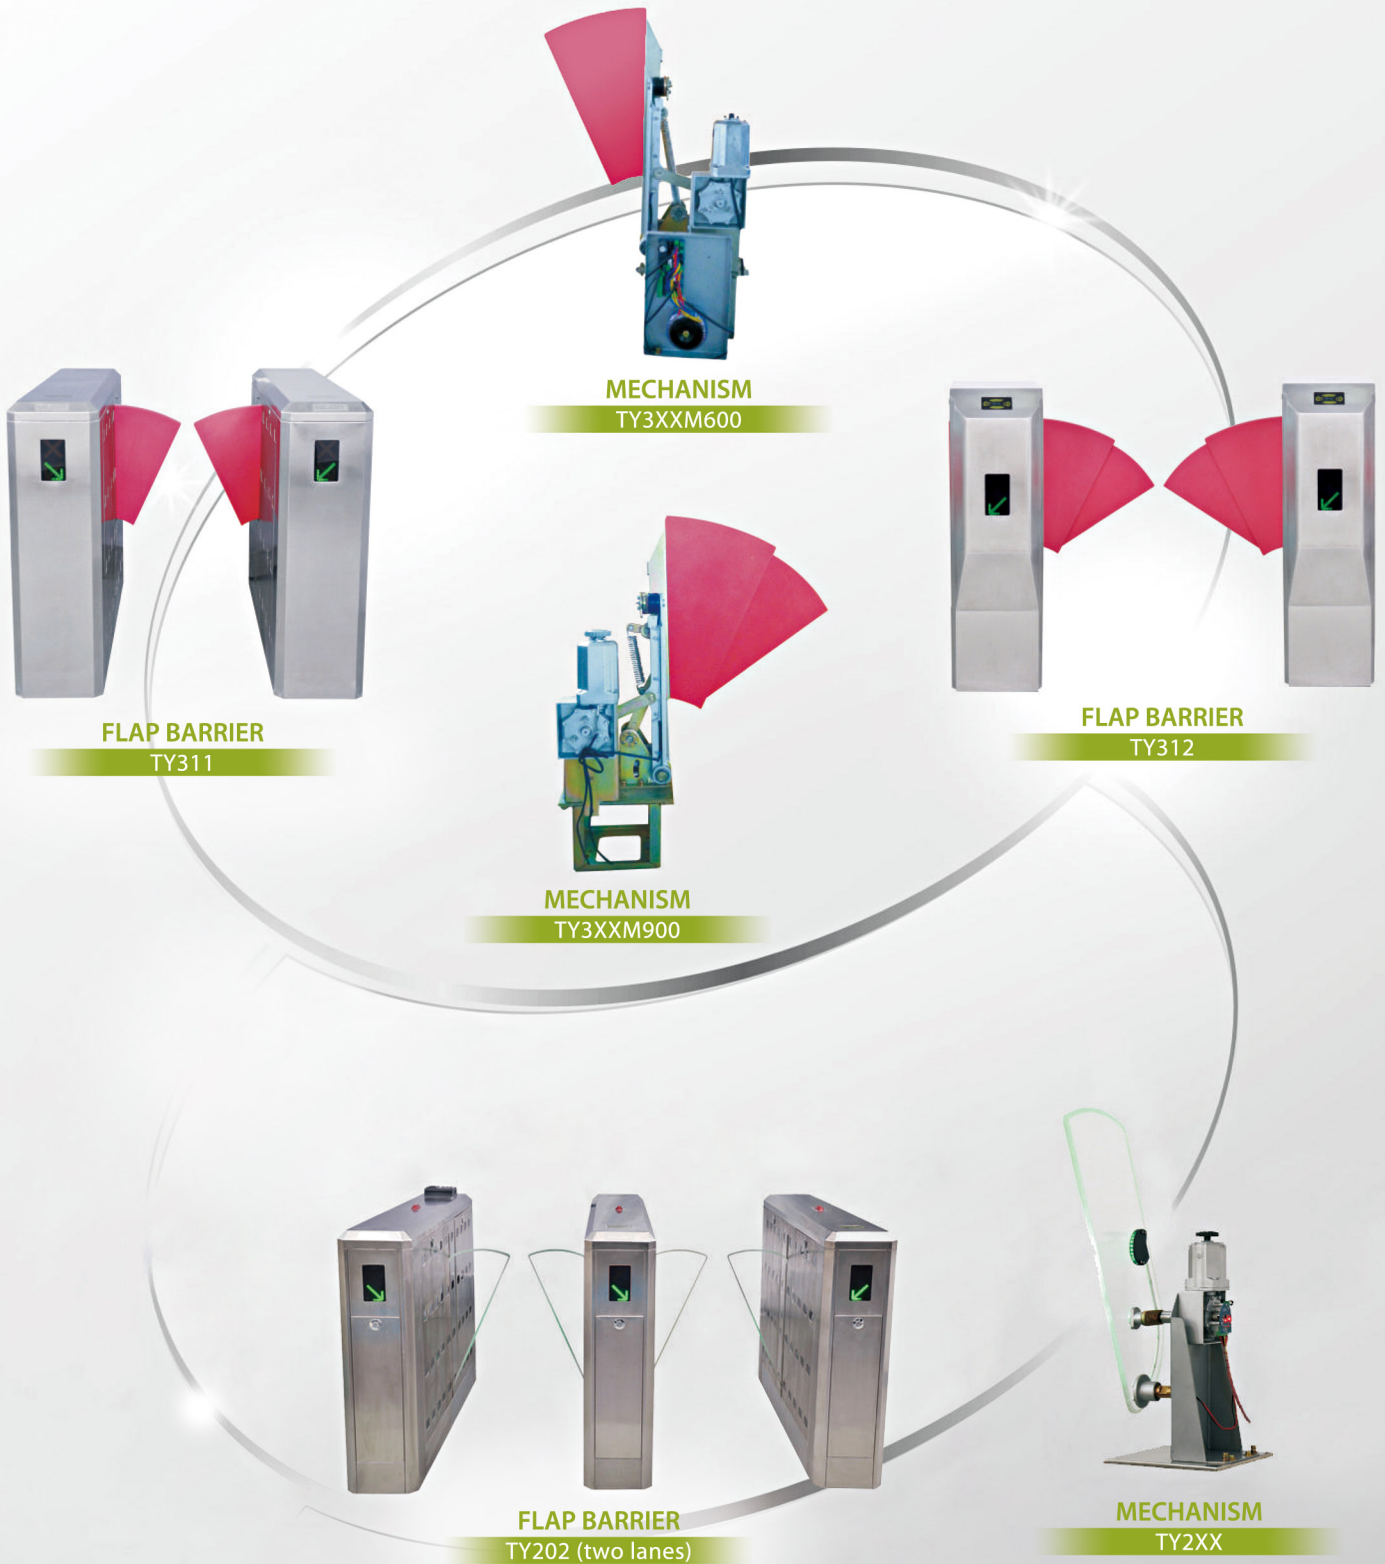 MECHANISM
TY3XXM600
FLAP BARRIER
TY311
FLAP BARRIER
TY312
MECHANISM
TY3XXM900
FLAP BARRIER
TY202 (two lanes)
MECHANISM
TY2XX